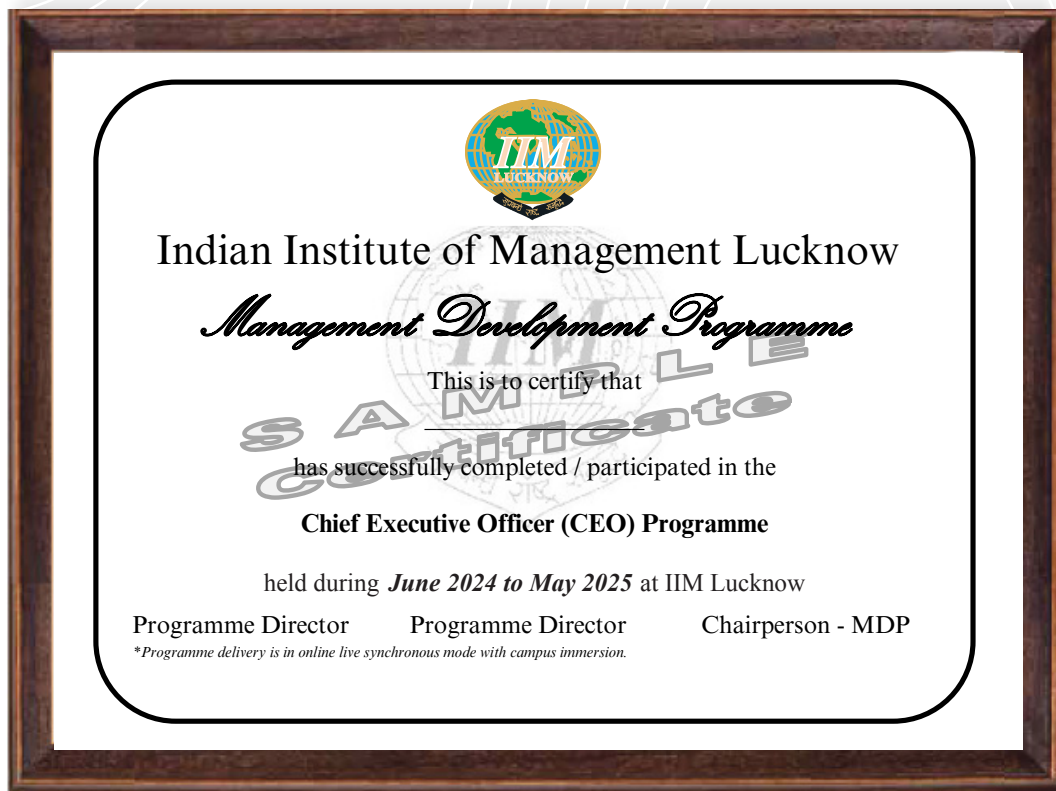 IIM
LUCKNOW
Indian Institute of Management Lucknow
Management Development Programme
This is to certify that
SAMPLE
Certificate
has successfully completed / participated in the
Chief Executive Officer (CEO) Programme
held during June 2024 to May 2025 at IIM Lucknow
Programme Director Programme Director Chairperson - MDP
*Programme delivery is in online live synchronous mode with campus immersion.